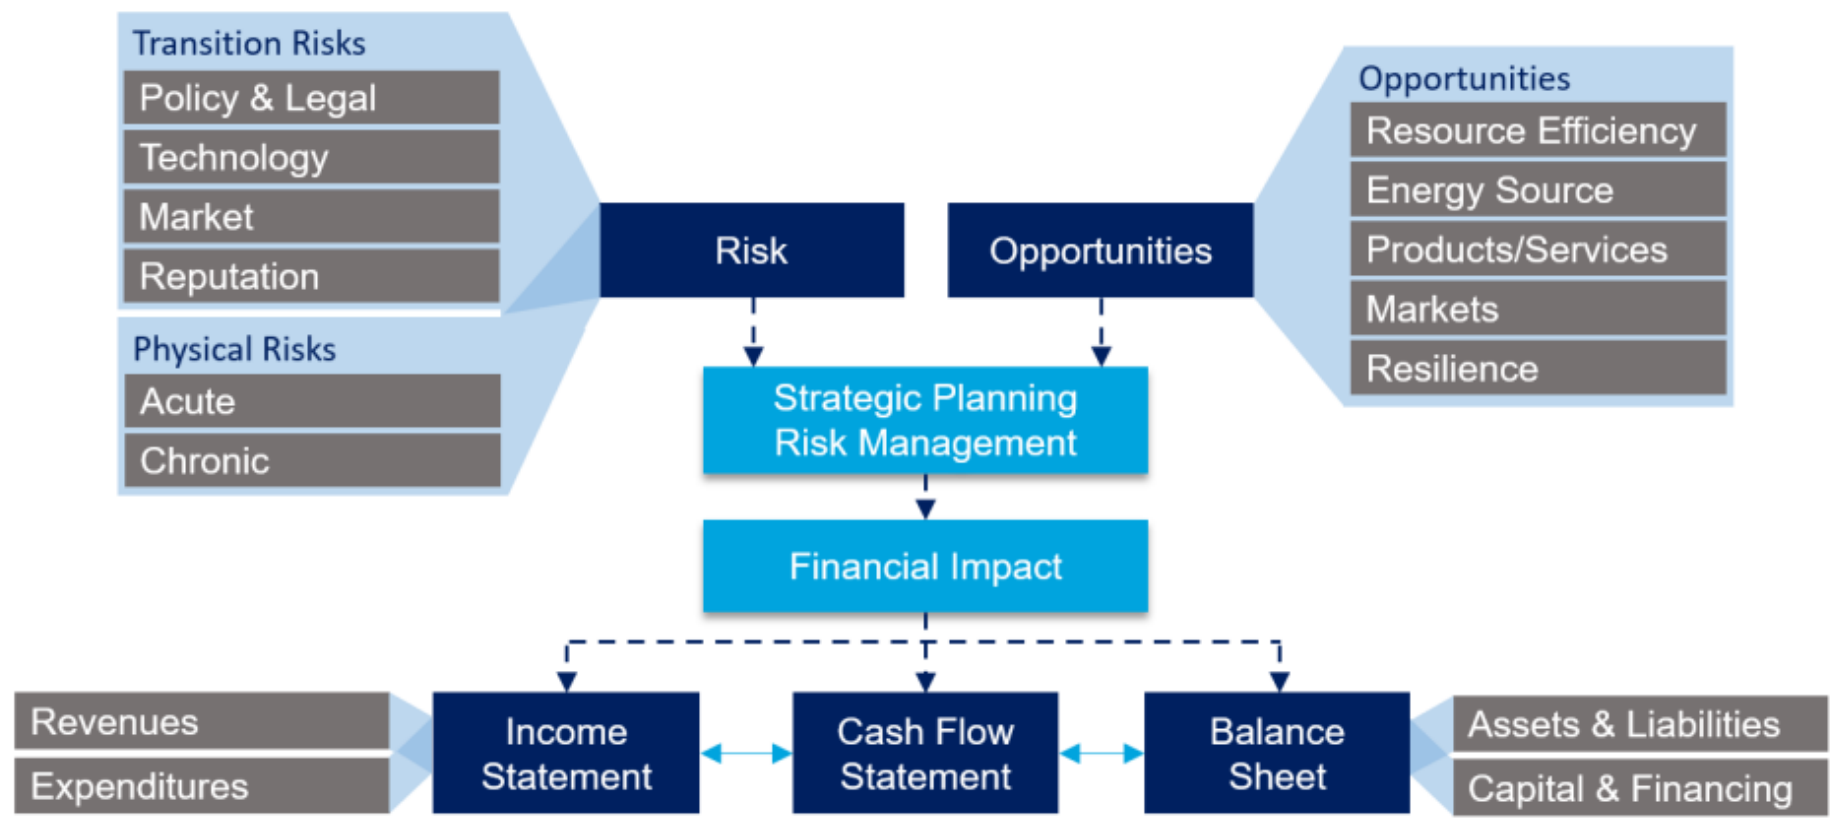 Transition Risks
Policy & Legal
Technology
Market
Reputation
Physical Risks
Acute
Chronic
Risk
Opportunities
Opportunities
Resource Efficiency
Energy Source
Products/Services
Markets
Resilience
Strategic Planning
Risk Management
Financial Impact
Revenues
Expenditures
Income
Statement
Cash Flow
Statement
Balance
Sheet
Assets & Liabilities
Capital & Financing